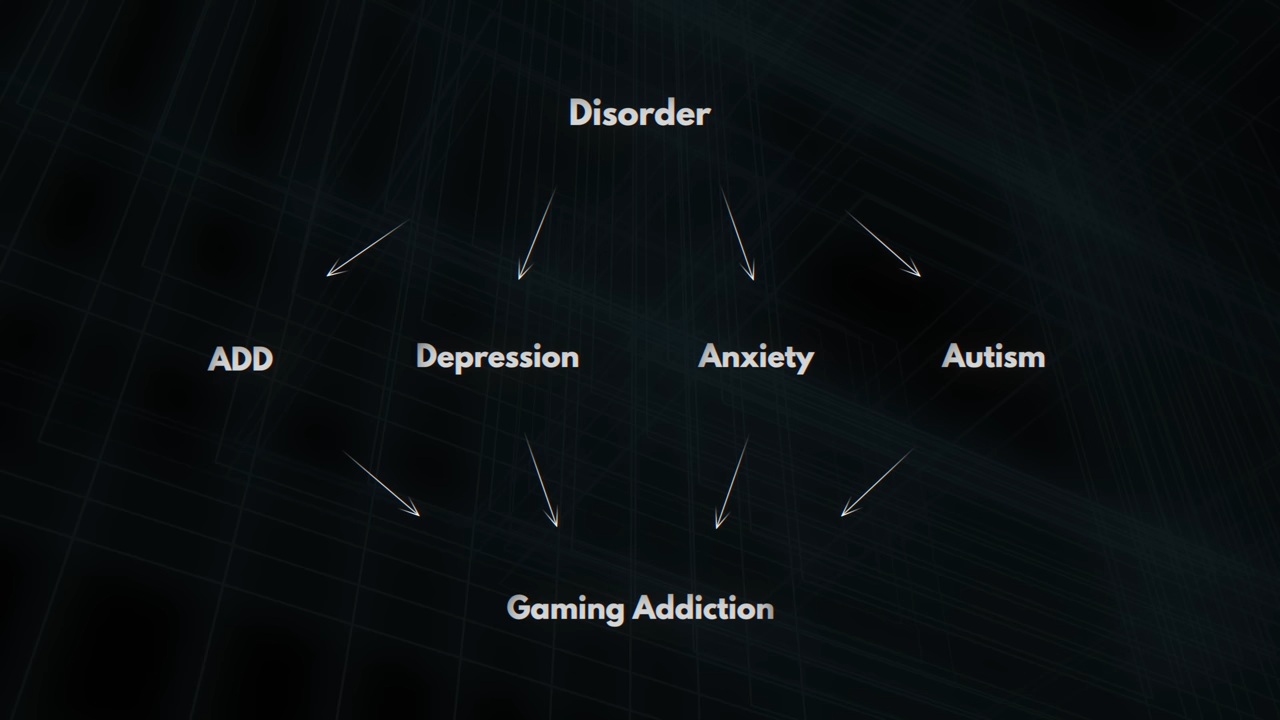 Disorder
ADD
Depression
Anxiety
Autism
Gaming Addiction